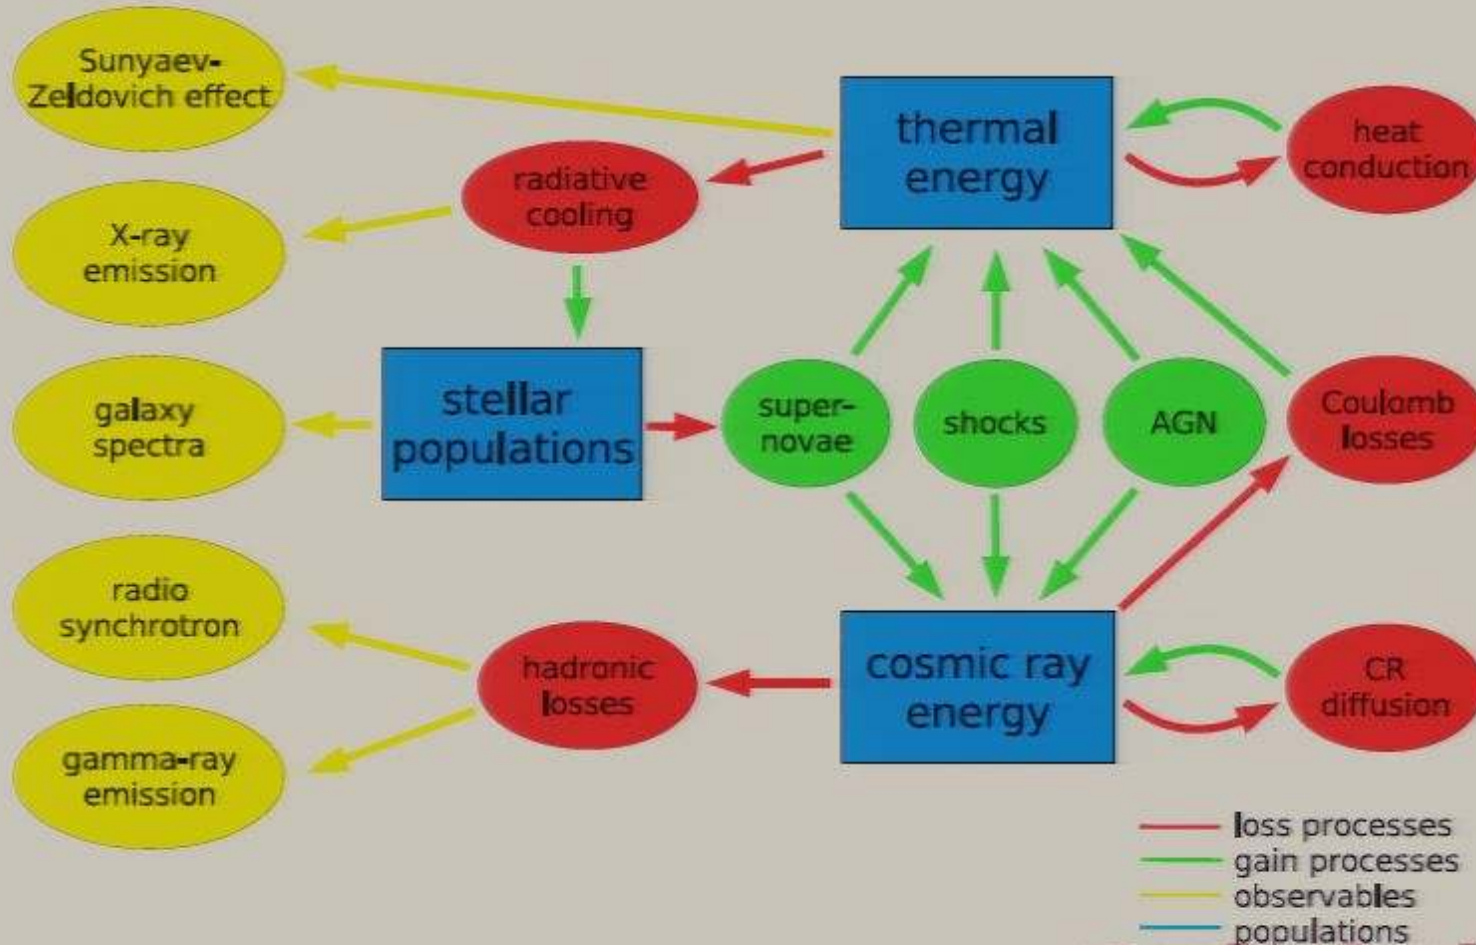 Sunyaev-
Zeldovich effect
thermal
energy
heat
conduction
radiative
cooling
X-ray
emission
galaxy
spectra
stellar
populations
super-
novae
shocks
AGN
Coulomb
losses
radio
synchrotron
hadronic
losses
cosmic ray
energy
CR
diffusion
gamma-ray
emission
loss processes
gain processes
observables
populations